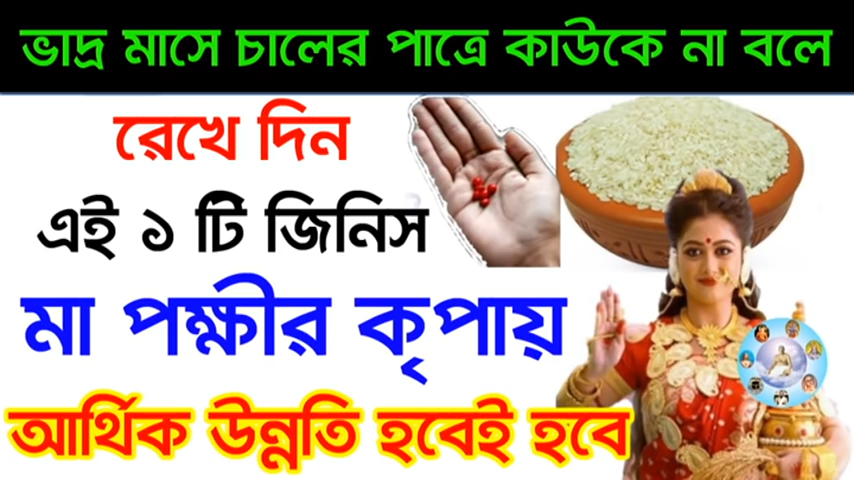 ভাদ্র মাসে চালের পাত্রে কাউকে না বলে
রেখে দিন
এই ১ টি জিনিস
মা পক্ষীর কৃপায়
আর্থিক উন্নতি হবেই হবে